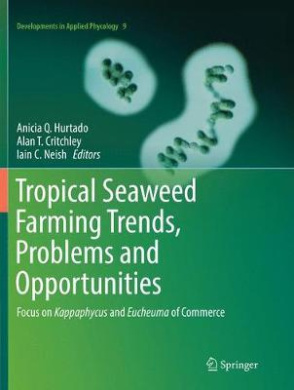 Developments in Applied Phycology 9
Anicia Q. Hurtado
Alan T. Critchley
Iain C. Neish Editors
Tropical Seaweed
Farming Trends,
Problems and
Opportunities
Focus on Kappaphycus and Eucheuma of Commerce
Springer